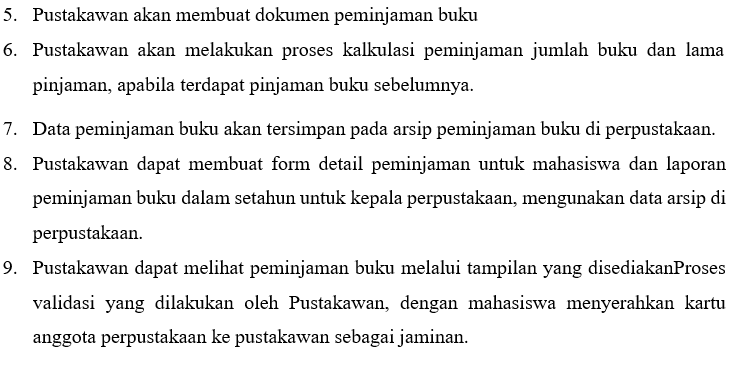 5. Pustakawan akan membuat dokumen peminjaman buku
6. Pustakawan akan melakukan proses kalkulasi peminjaman jumlah buku dan lama
pinjaman, apabila terdapat pinjaman buku sebelumnya.
7. Data peminjaman buku akan tersimpan pada arsip peminjaman buku di perpustakaan.
8. Pustakawan dapat membuat form detail peminjaman untuk mahasiswa dan laporan
peminjaman buku dalam setahun untuk kepala perpustakaan, mengunakan data arsip di
perpustakaan.
9. Pustakawan dapat melihat peminjaman buku melalui tampilan yang disediakanProses
validasi yang dilakukan oleh Pustakawan, dengan mahasiswa menyerahkan kartu
anggota perpustakaan ke pustakawan sebagai jaminan.